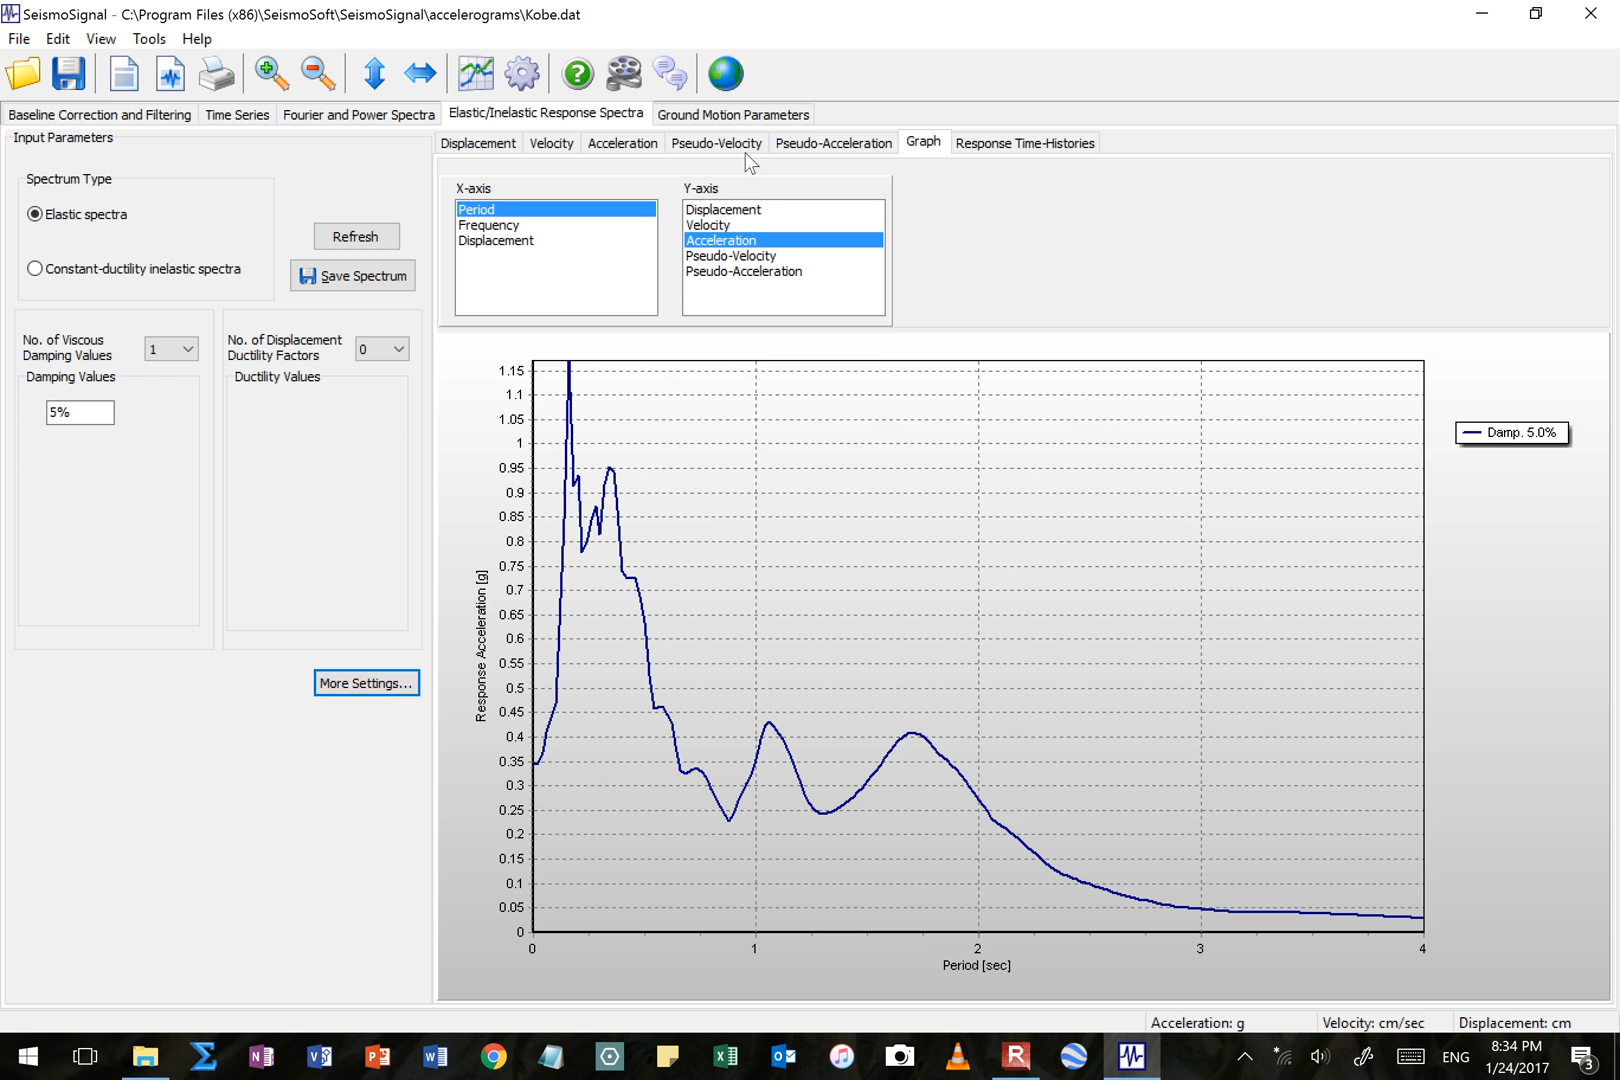 SeismoSignal - C:\Program Files (x86)\SeismoSoft\SeismoSignal\accelerograms\Kobe.dat
File Edit View Tools Help
Baseline Correction and Filtering Time Series Fourier and Power Spectra Elastic/Inelastic Response Spectra Ground Motion Parameters
Input Parameters
Displacement Velocity Acceleration Pseudo-Velocity Pseudo-Acceleration Graph Response Time-Histories
Spectrum Type
Elastic spectra
Constant-ductility inelastic spectra
Refresh
Save Spectrum
No. of Viscous
Damping Values
1
No. of Displacement
Ductility Factors
0
Damping Values
5%
Ductility Values
More Settings...
X-axis
Period
Frequency
Displacement
Y-axis
Displacement
Velocity
Acceleration
Pseudo-Velocity
Pseudo-Acceleration
1.15
1.1
1.05
1
0.95
0.9
0.85
0.8
0.75
0.7
0.65
0.6
0.55
0.5
0.45
0.4
0.35
0.3
0.25
0.2
0.15
0.1
0.05
0
Response Acceleration [g]
0 1 2 3 4
Period [sec]
Damp. 5.0%
Acceleration: g Velocity: cm/sec Displacement: cm
ENG
8:34 PM
1/24/2017
3